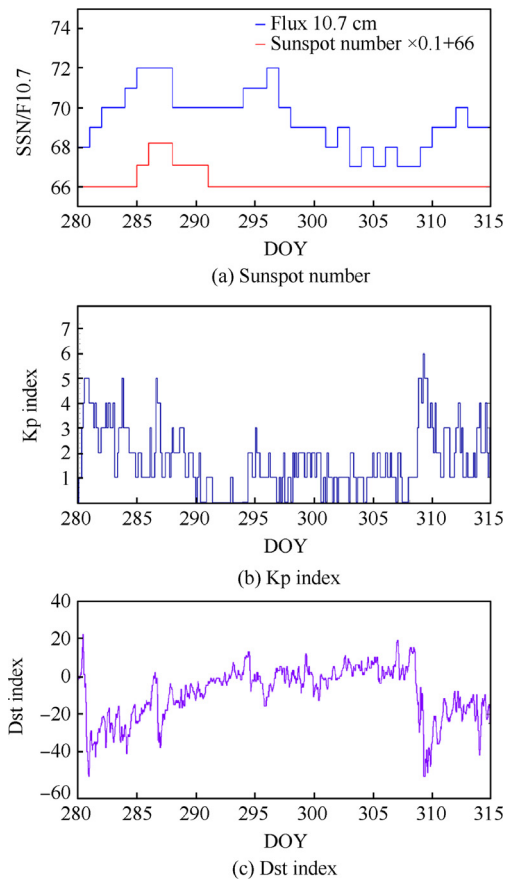 Flux 10.7 cm
Sunspot number ×0.1+66
SSN/F10.7
74
72
70
68
66
280 285 290 295 300 305 310 315
DOY
(a) Sunspot number
Kp index
7
6
5
4
3
2
1
280 285 290 295 300 305 310 315
DOY
(b) Kp index
Dst index
40
20
0
−20
−40
−60
280 285 290 295 300 305 310 315
DOY
(c) Dst index